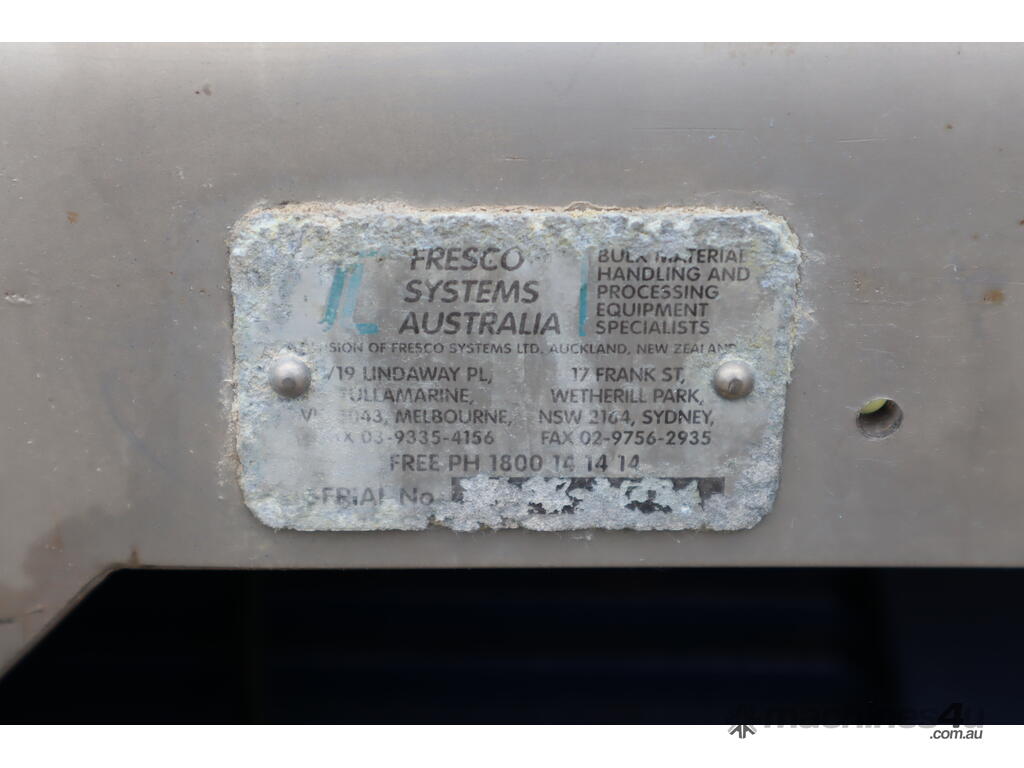 FRESCO
SYSTEMS
AUSTRALIA
BULK MATERIAL
HANDLING AND
PROCESSING
EQUIPMENT
SPECIALISTS
OF FRESCO SYSTEMS LTD. AUCKLAND, NEW ZEALAND
/19 LINDAWAY PL,
TULLAMARINE,
MELBOURNE,
03-9335-4156
17 FRANK ST,
WETHERILL PARK,
NSW 2164, SYDNEY,
FAX 02-9756-2935
FREE PH 1800 14 14 14
SERIAL No.
machines4u
.com.au